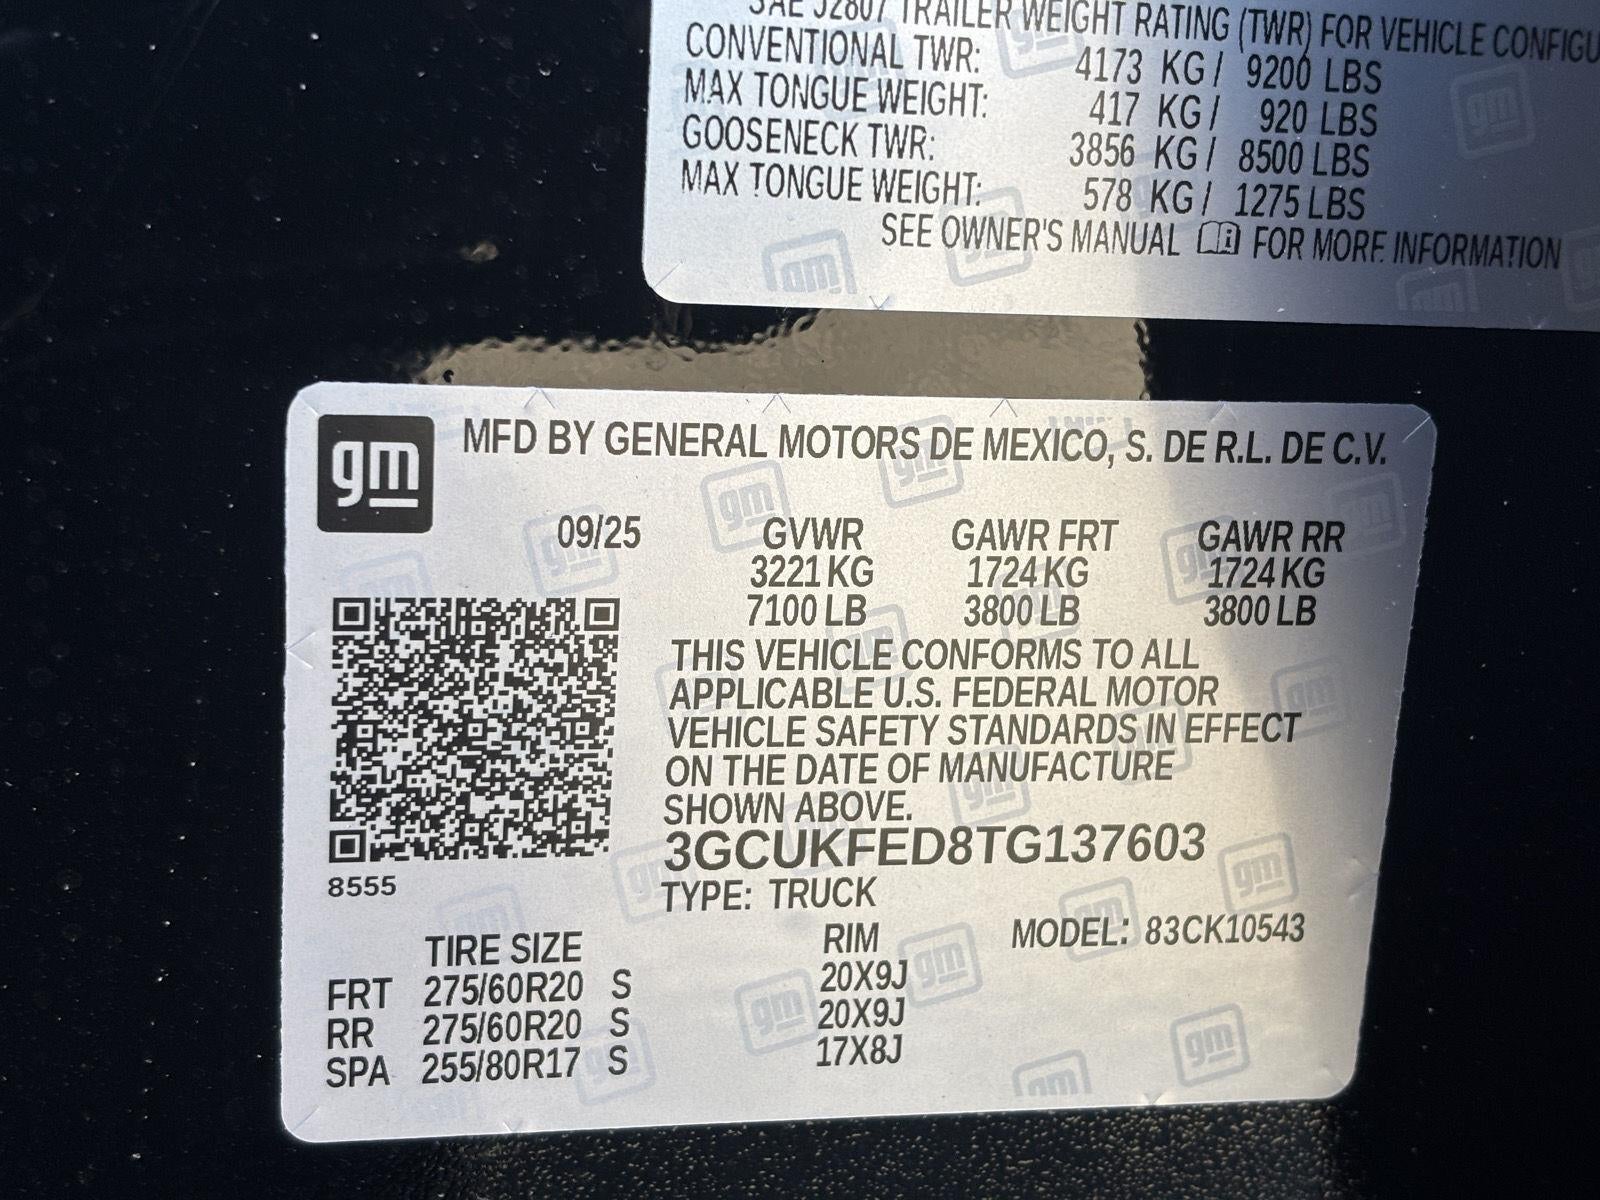 SAE J2807 TRAILER WEIGHT RATING (TWR) FOR VEHICLE
CONVENTIONAL TWR: 4173 KG / 9200 LBS
MAX TONGUE WEIGHT: 417 KG / 920 LBS
GOOSENECK TWR: 3856 KG / 8500 LBS
MAX TONGUE WEIGHT: 578 KG / 1275 LBS
SEE OWNER'S MANUAL FOR MORE INFORMATION
gm
MFD BY GENERAL MOTORS DE MEXICO, S. DE R.L. DE C.V.
09/25 GVWR GAWR FRT GAWR RR
3221 KG 1724 KG 1724 KG
7100 LB 3800 LB 3800 LB
THIS VEHICLE CONFORMS TO ALL
APPLICABLE U.S. FEDERAL MOTOR
VEHICLE SAFETY STANDARDS IN EFFECT
ON THE DATE OF MANUFACTURE
SHOWN ABOVE.
3GCUKFED8TG137603
8555
TYPE: TRUCK
MODEL: 83CK10543
TIRE SIZE RIM
FRT 275/60R20 S 20X9J
RR 275/60R20 S 20X9J
SPA 255/80R17 S 17X8J